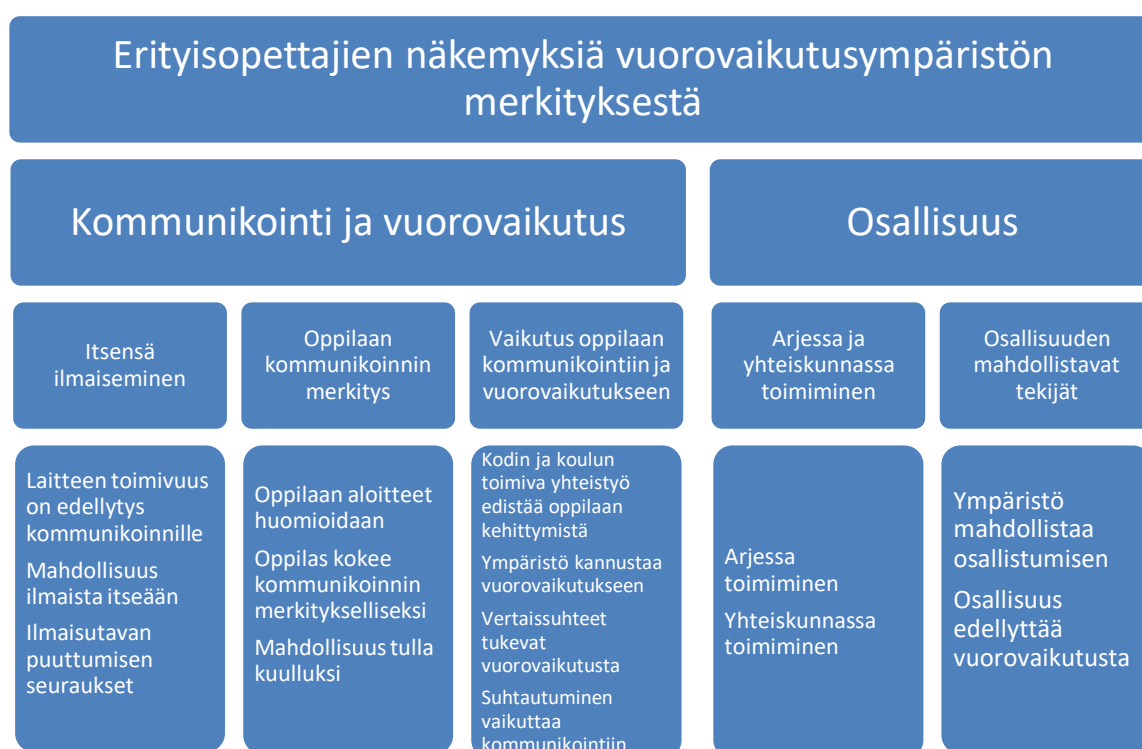 Erityisopettajien näkemyksiä vuorovaikutusympäristön
merkityksestä
Kommunikointi ja vuorovaikutus
Osallisuus
Itsensä
ilmaiseminen
Oppilaan
kommunikoinnin
merkitys
Vaikutus oppilaan
kommunikointiin ja
vuorovaikutukseen
Arjessa ja
yhteiskunnassa
toimiminen
Osallisuuden
mahdollistavat
tekijät
Laitteen toimivuus
on edellytys
kommunikoinnille
Mahdollisuus
ilmaista itseään
Ilmaisutavan
puuttumisen
seuraukset
Oppilaan aloitteet
huomioidaan
Oppilas kokee
kommunikoinnin
merkitykselliseksi
Mahdollisuus tulla
kuulluksi
Kodin ja koulun
toimiva yhteistyö
edistää oppilaan
kehittymistä
Ympäristö kannustaa
vuorovaikutukseen
Vertaissuhteet
tukevat
vuorovaikutusta
Suhtautuminen
vaikuttaa
kommunikointiin
Arjessa
toimiminen
Yhteiskunnassa
toimiminen
Ympäristö
mahdollistaa
osallistumisen
Osallisuus
edellyttää
vuorovaikutusta